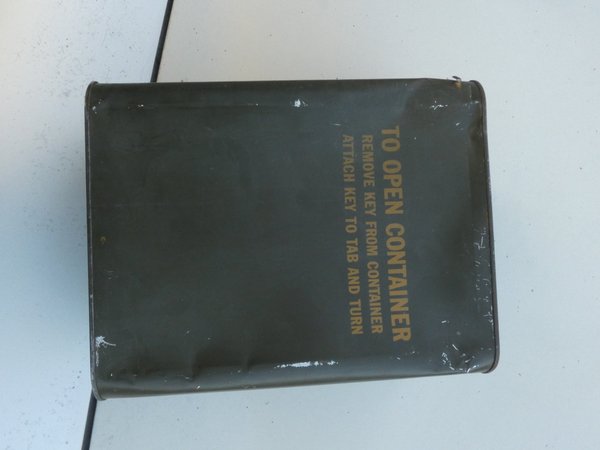 TO OPEN CONTAINER
REMOVE KEY FROM CONTAINER
ATTACH KEY TO TAB AND TURN